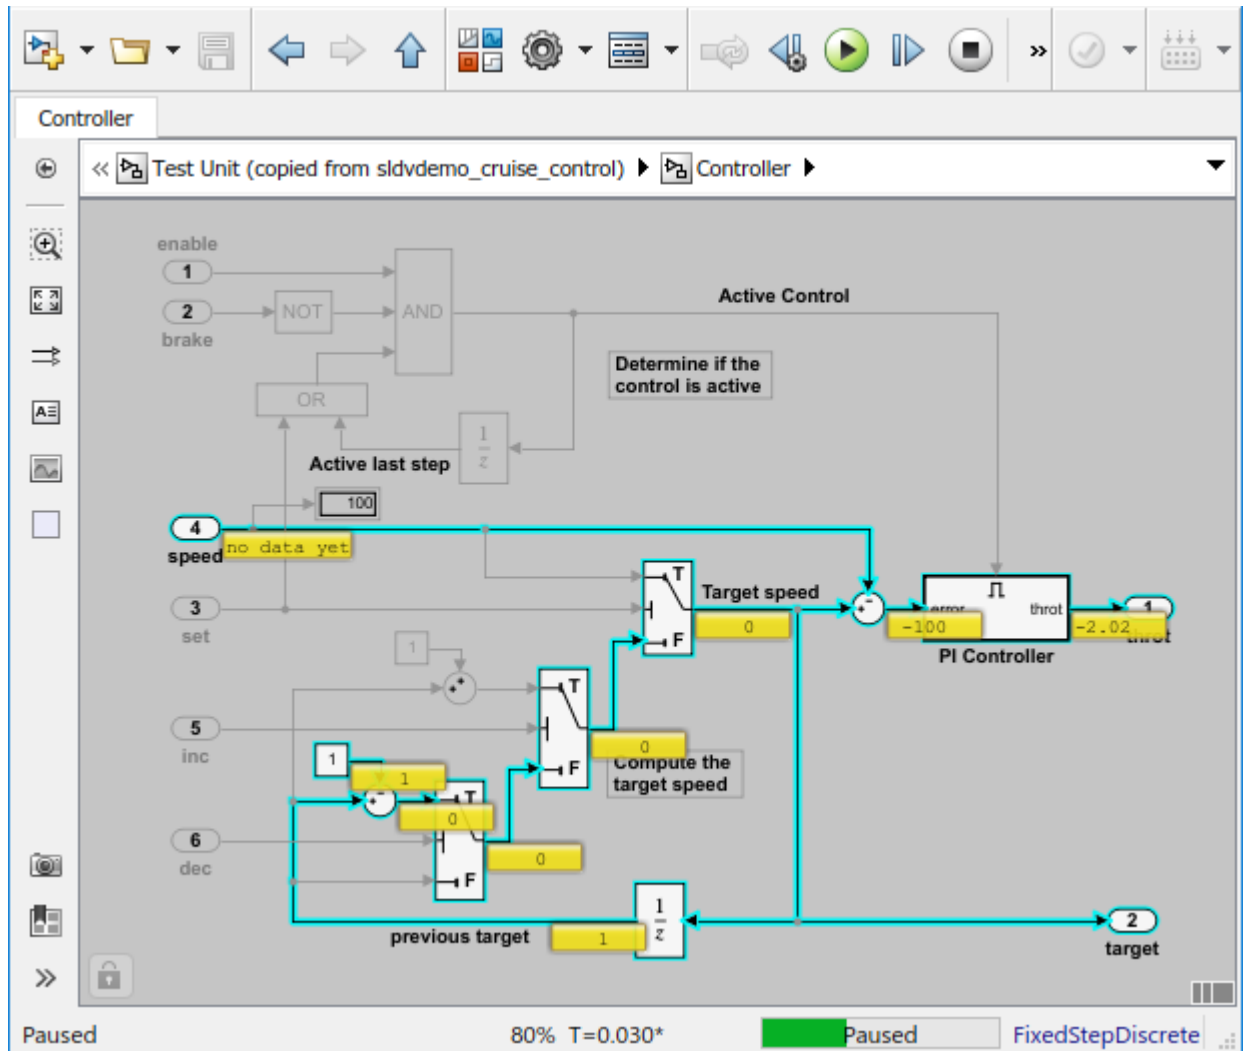 Controller
Test Unit (copied from sldvdemo_cruise_control) Controller
enable
1
2
brake
NOT
AND
Active Control
Determine if the
control is active
OR
1
z
Active last step
100
4
speed
no data yet
3
set
T
F
Target speed
0
-100
throt
-2.02
1
PI Controller
1
5
inc
T
F
0
Compute the
target speed
1
1
0
T
F
0
6
dec
1
z
previous target
1
2
target
Paused
80% T=0.030*
Paused
FixedStepDiscrete